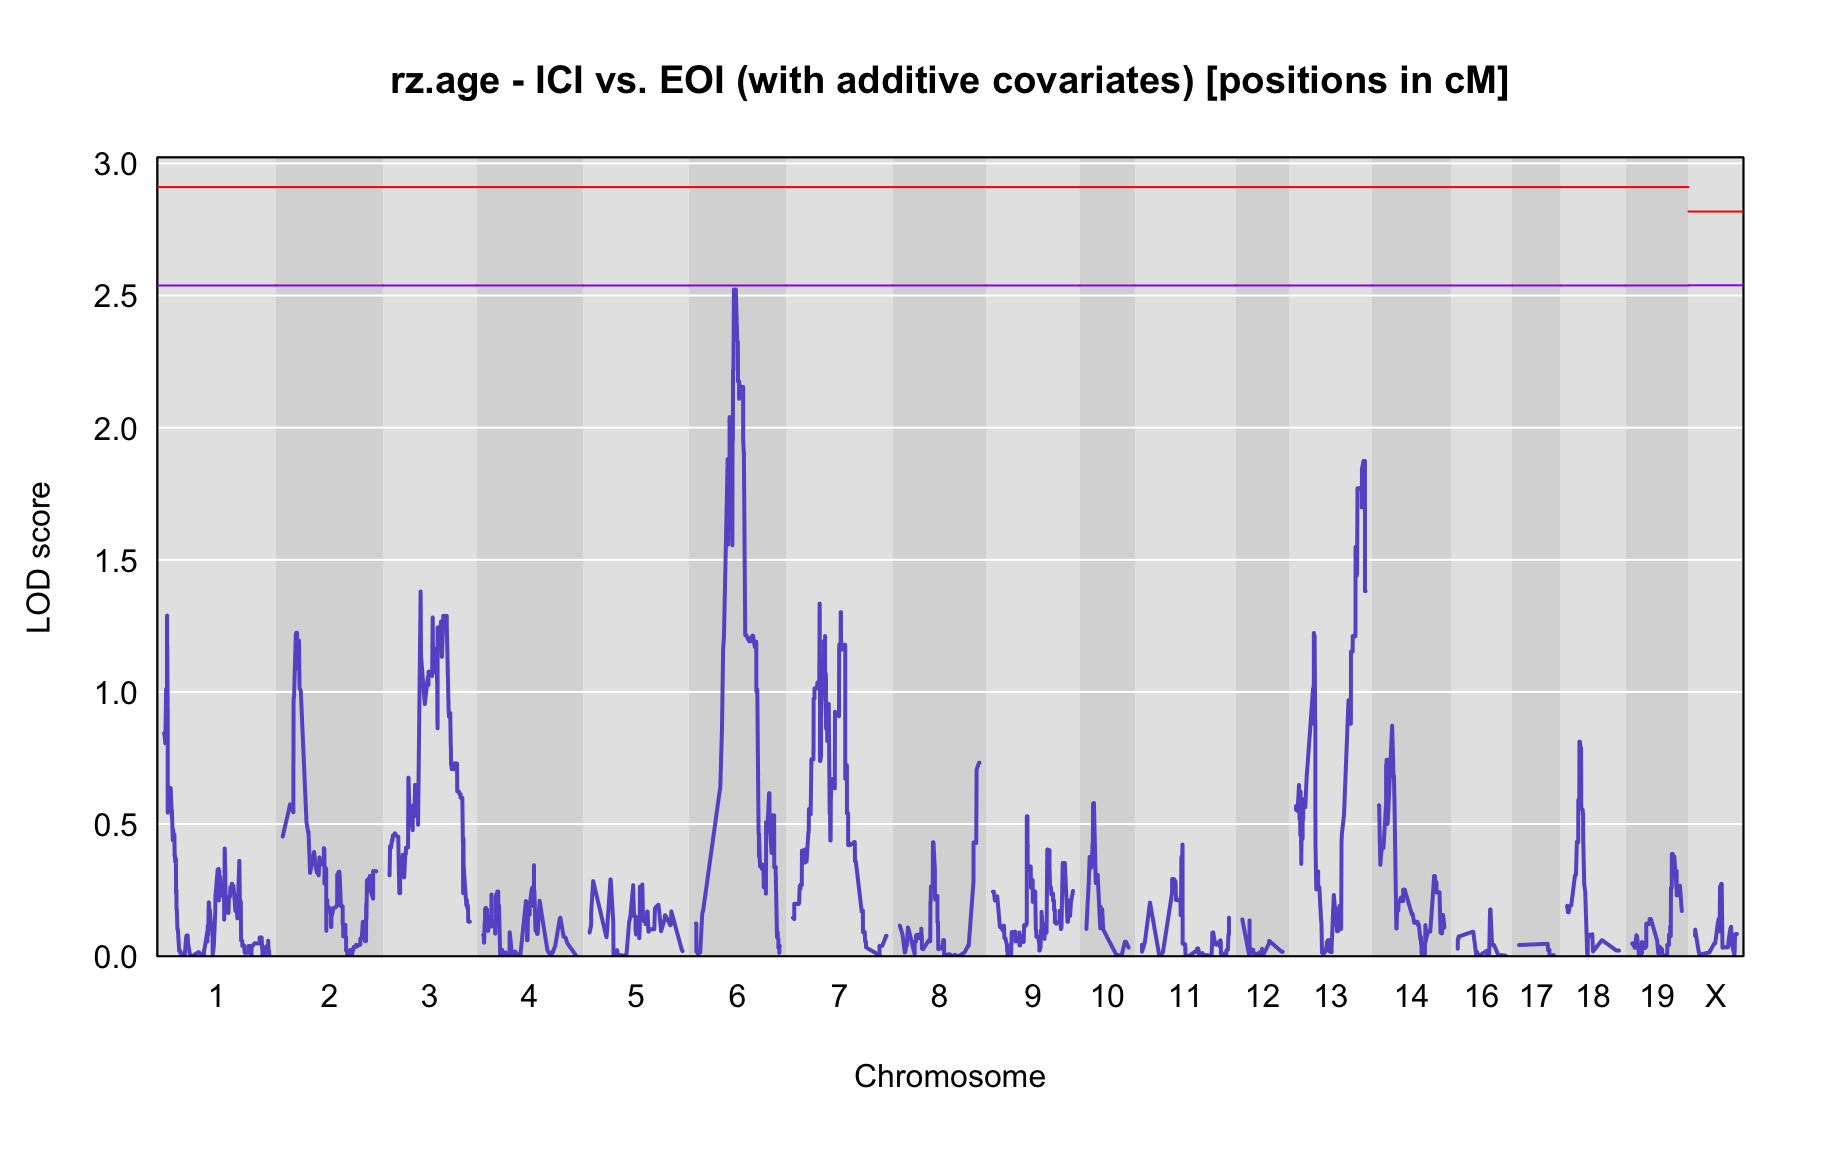 rz.age - ICI vs. EOI (with additive covariates) [positions in cM]
3.0
2.5
2.0
1.5
1.0
0.5
0.0
LOD score
1 2 3 4 5 6 7 8 9 10 11 12 13 14 16 17 18 19 X
Chromosome